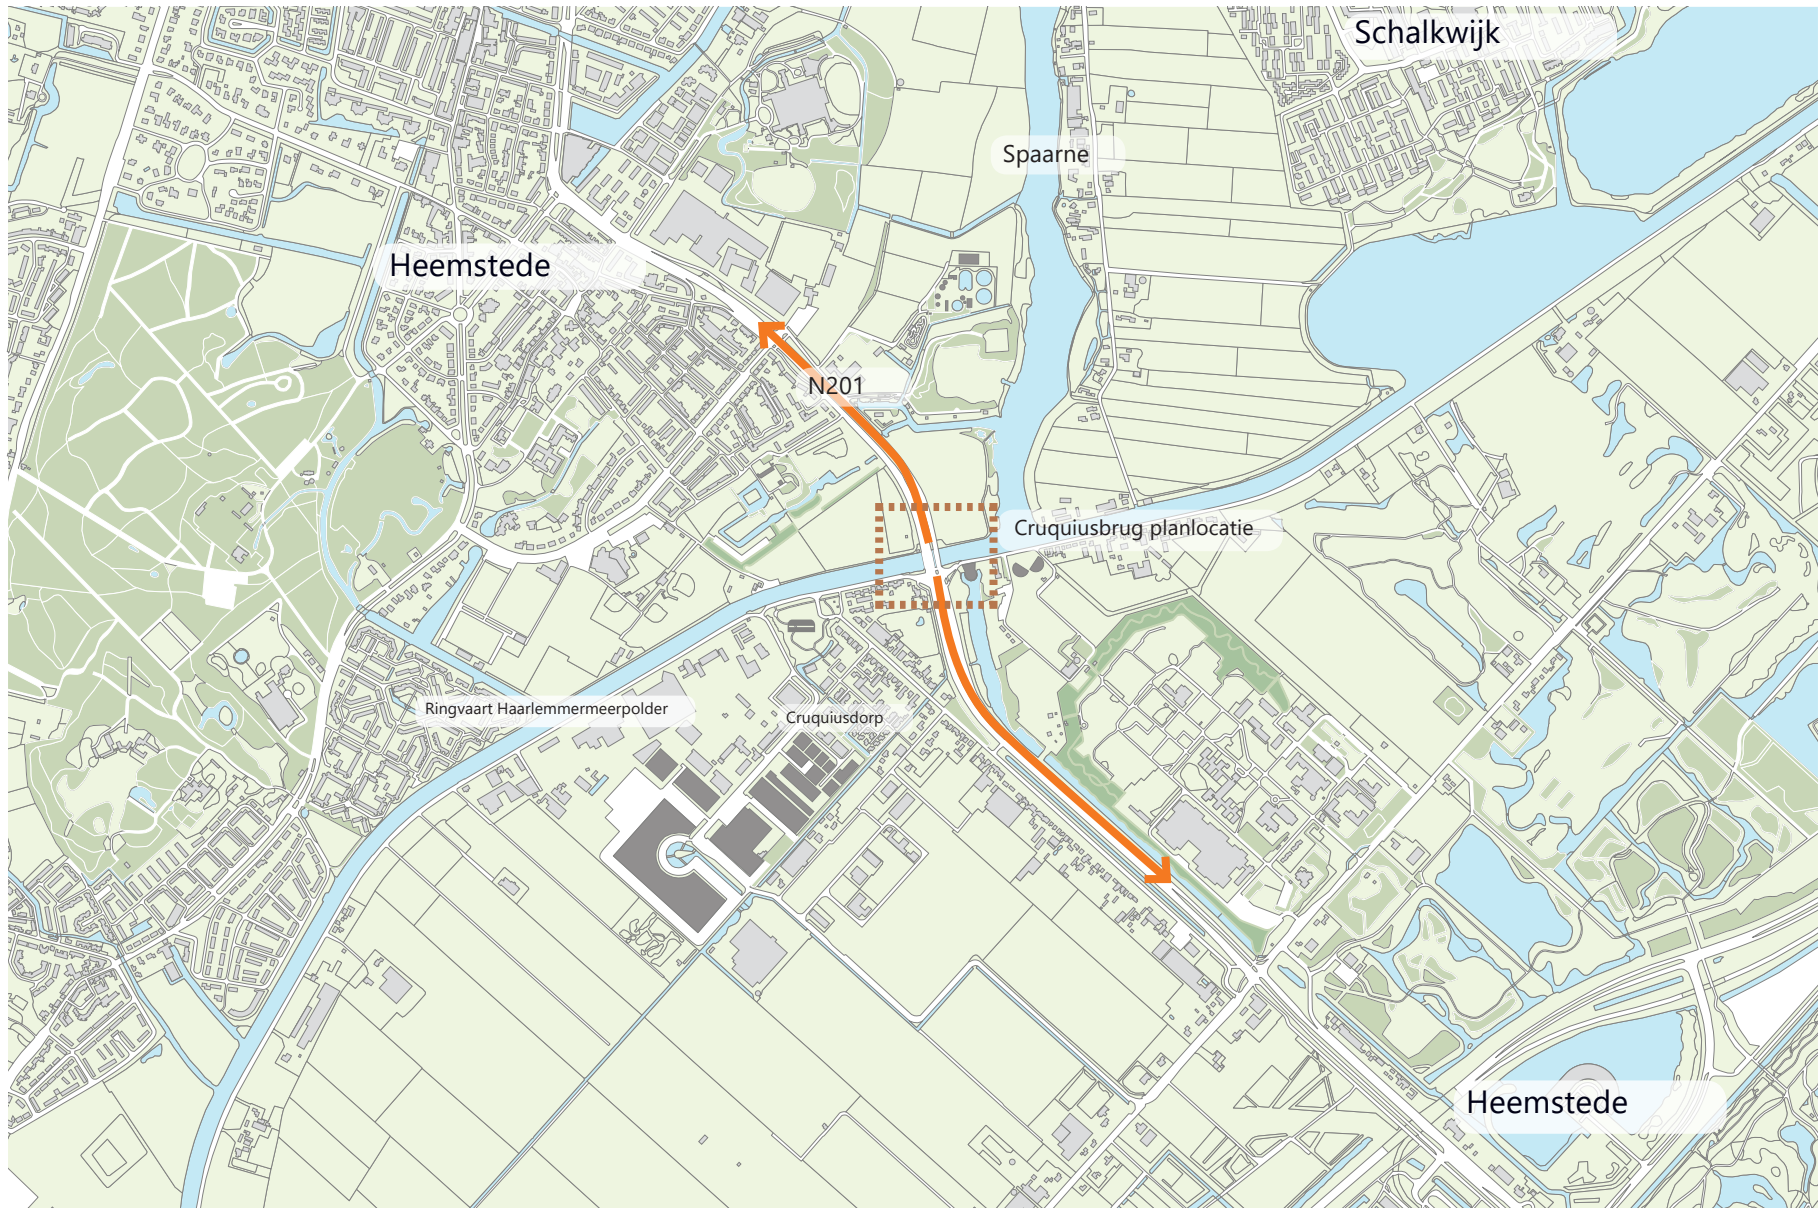 Schalkwijk
Spaarne
Heemstede
N201
Cruquiusbrug planlocatie
Ringvaart Haarlemmermeerpolder
Cruquiusdorp
Heemstede